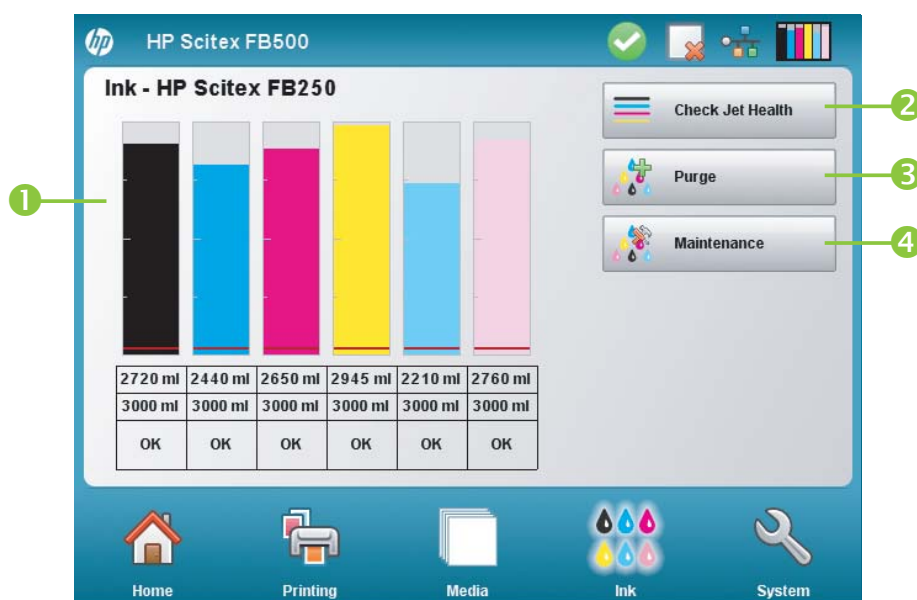 hp HP Scitex FB500
Ink - HP Scitex FB250
1
Check Jet Health 2
Purge 3
Maintenance 4
2720 ml 2440 ml 2650 ml 2945 ml 2210 ml 2760 ml
3000 ml 3000 ml 3000 ml 3000 ml 3000 ml 3000 ml
OK OK OK OK OK OK
Home Printing Media Ink System